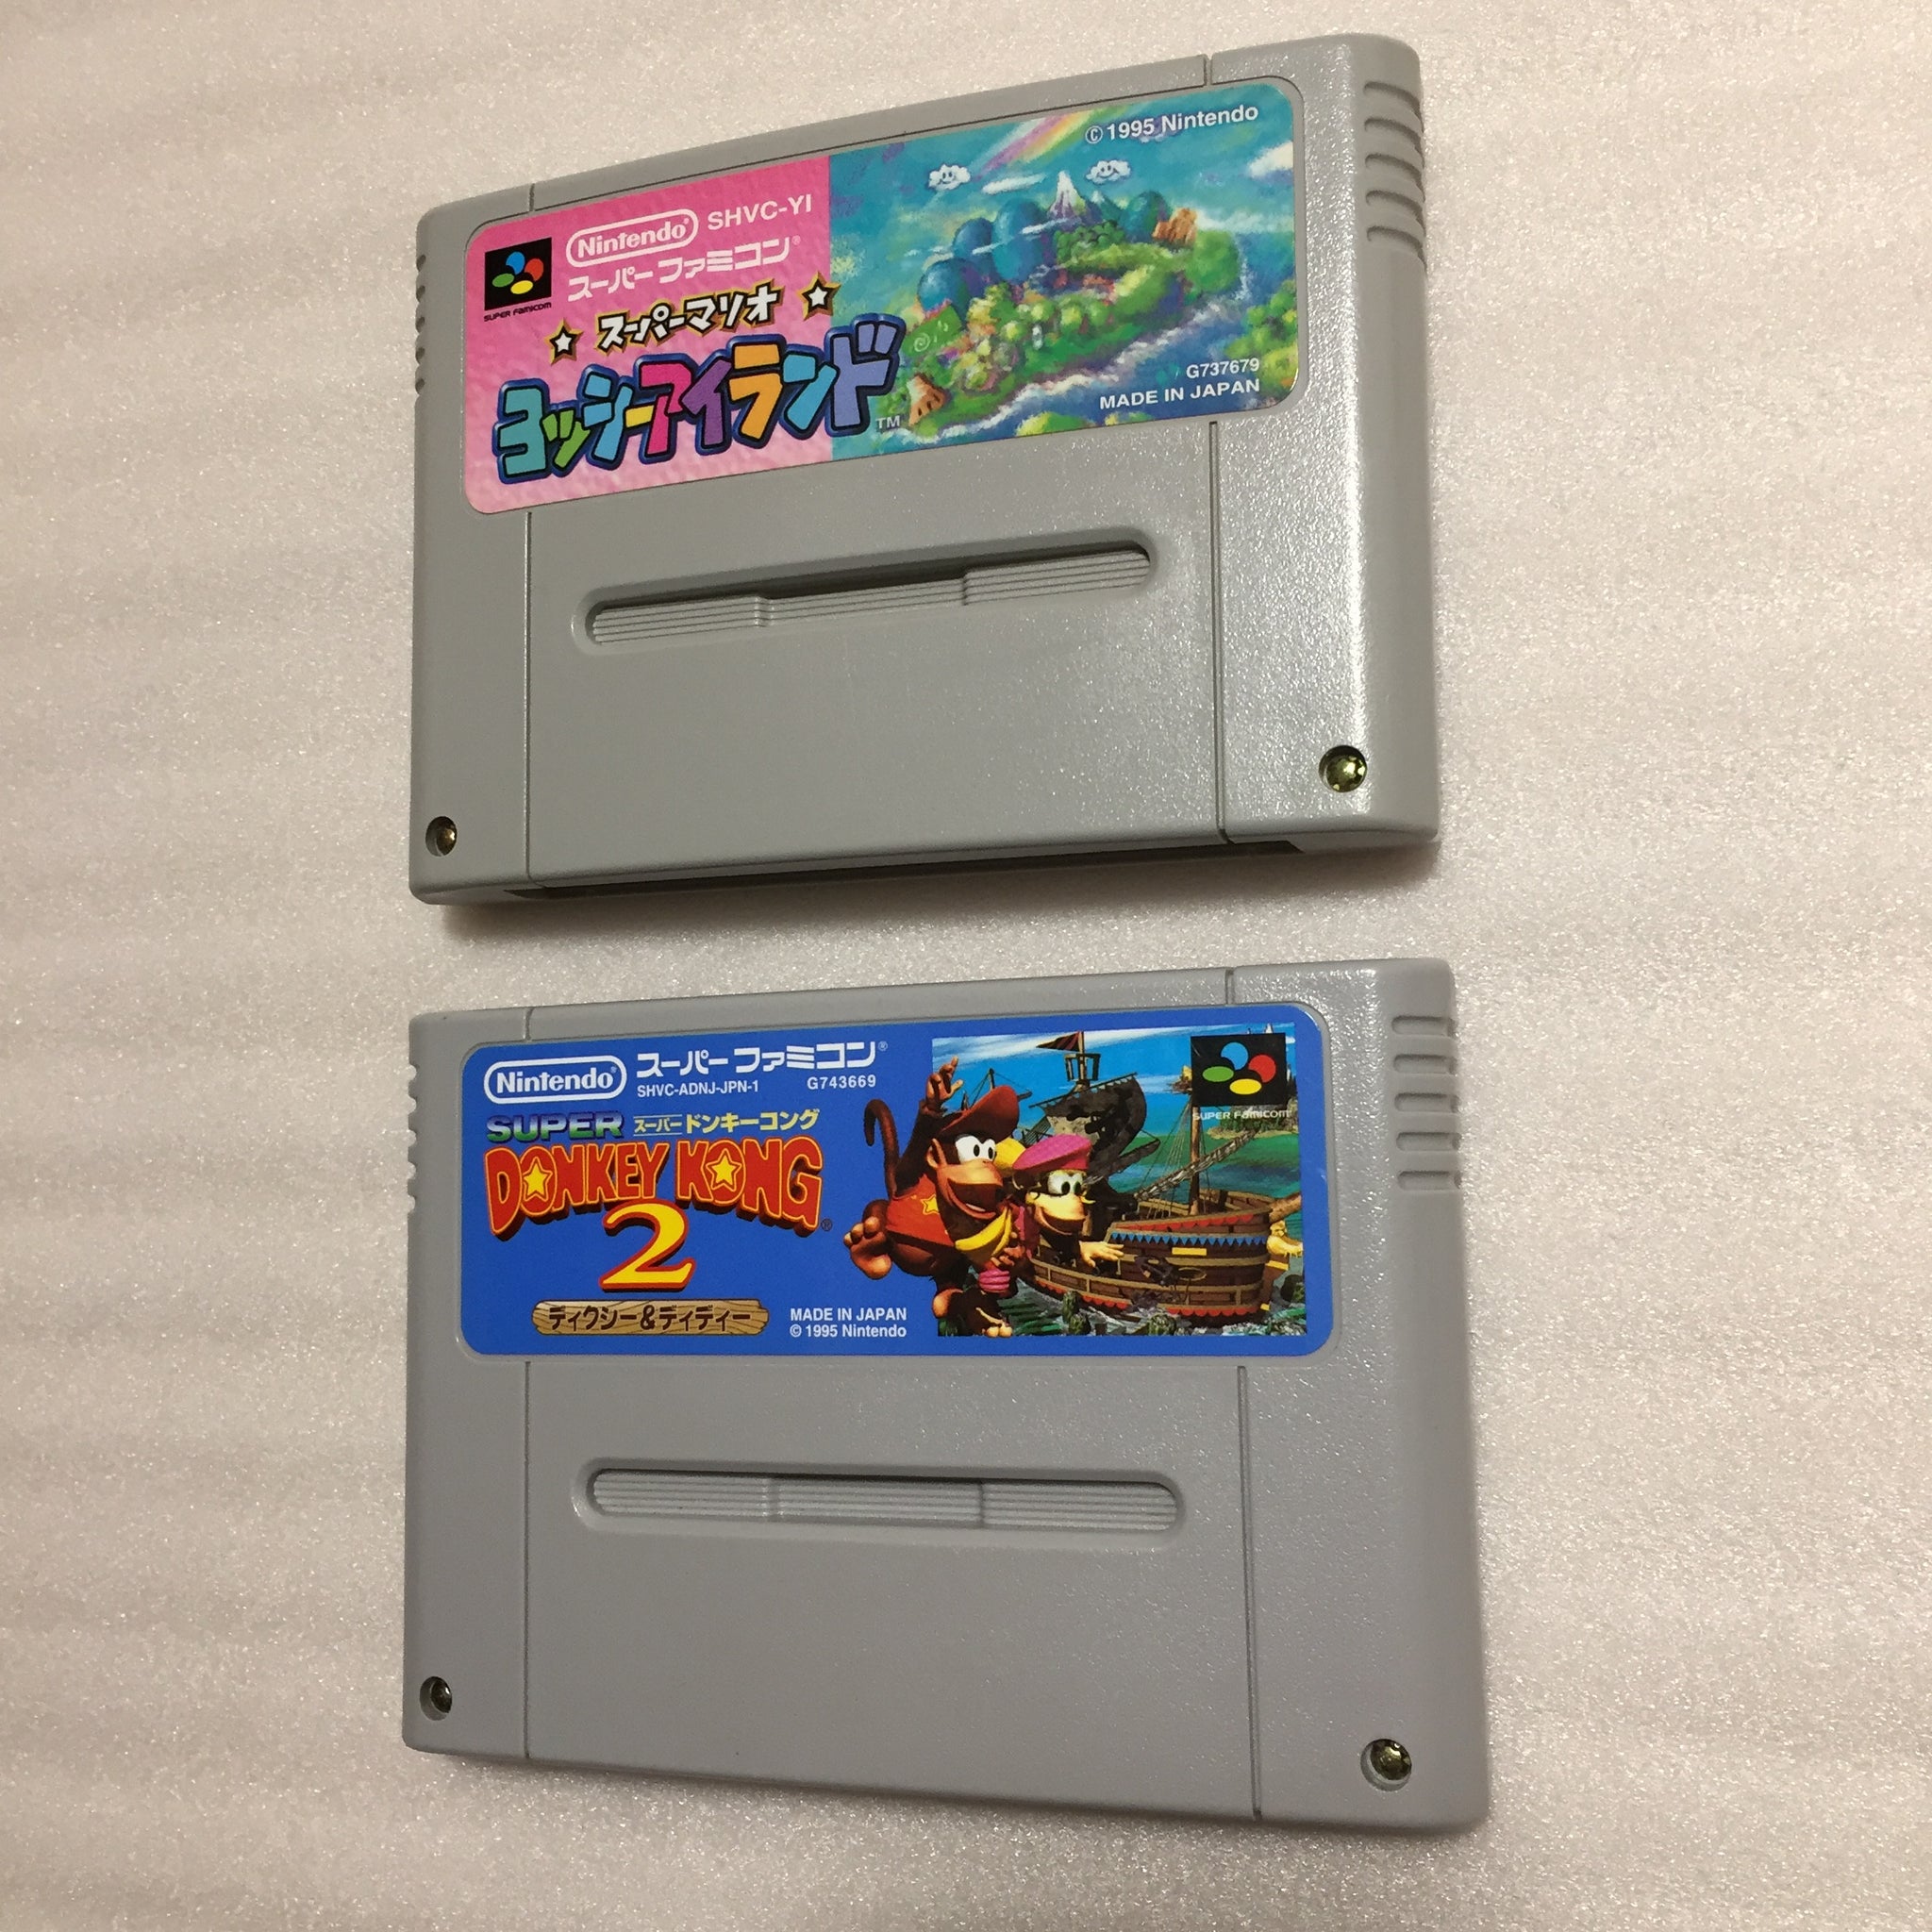 © 1995 Nintendo
Nintendo® SHVC-YI
スーパーファミコン®
SUPER FAMICOM
スーパーマリオ
ヨッシーアイランド™
G737679
MADE IN JAPAN
Nintendo® スーパーファミコン®
SHVC-ADNJ-JPN-1 G743669
SUPER スーパードンキーコング
DONKEY KONG®
2
ディクシー&ディディー
MADE IN JAPAN
© 1995 Nintendo
SUPER FAMICOM